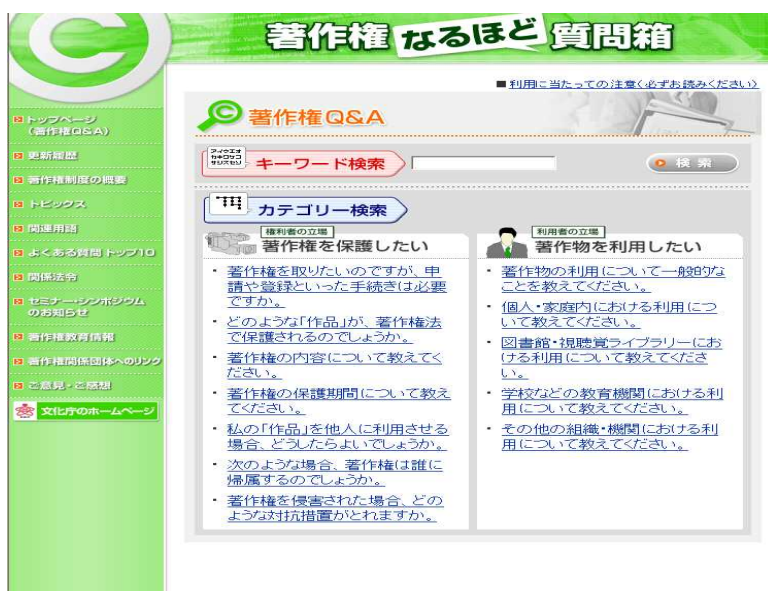 著作権なるほど質問箱
■利用に当たっての注意(必ずお読みください)
トップページ
(著作権Q&A)
更新履歴
著作権制度の概要
トピックス
関連用語
よくある質問 トップ10
関係法令
セミナー・シンポジウム
のお知らせ
著作権教育情報
著作権関係団体へのリンク
ご意見・ご感想
文化庁のホームページ
著作権Q&A
アイウエオ
カキクケコ
サシスセソ
キーワード検索
検索
カテゴリー検索
権利者の立場
著作権を保護したい
・著作権を取りたいのですが、申
請や登録といった手続きは必要
ですか。
・どのような「作品」が、著作権法
で保護されるのでしょうか。
・著作権の内容について教えてく
ださい。
・著作権の保護期間について教え
てください。
・私の「作品」を他人に利用させる
場合、どうしたらよいでしょうか。
・次のような場合、著作権は誰に
帰属するのでしょうか。
・著作権を侵害された場合、どの
ような対抗措置がとれますか。
利用者の立場
著作物を利用したい
・著作物の利用について一般的な
ことを教えてください。
・個人・家庭内における利用につ
いて教えてください。
・図書館・視聴覚ライブラリーにお
ける利用について教えてくださ
い。
・学校などの教育機関における利
用について教えてください。
・その他の組織・機関における利
用について教えてください。